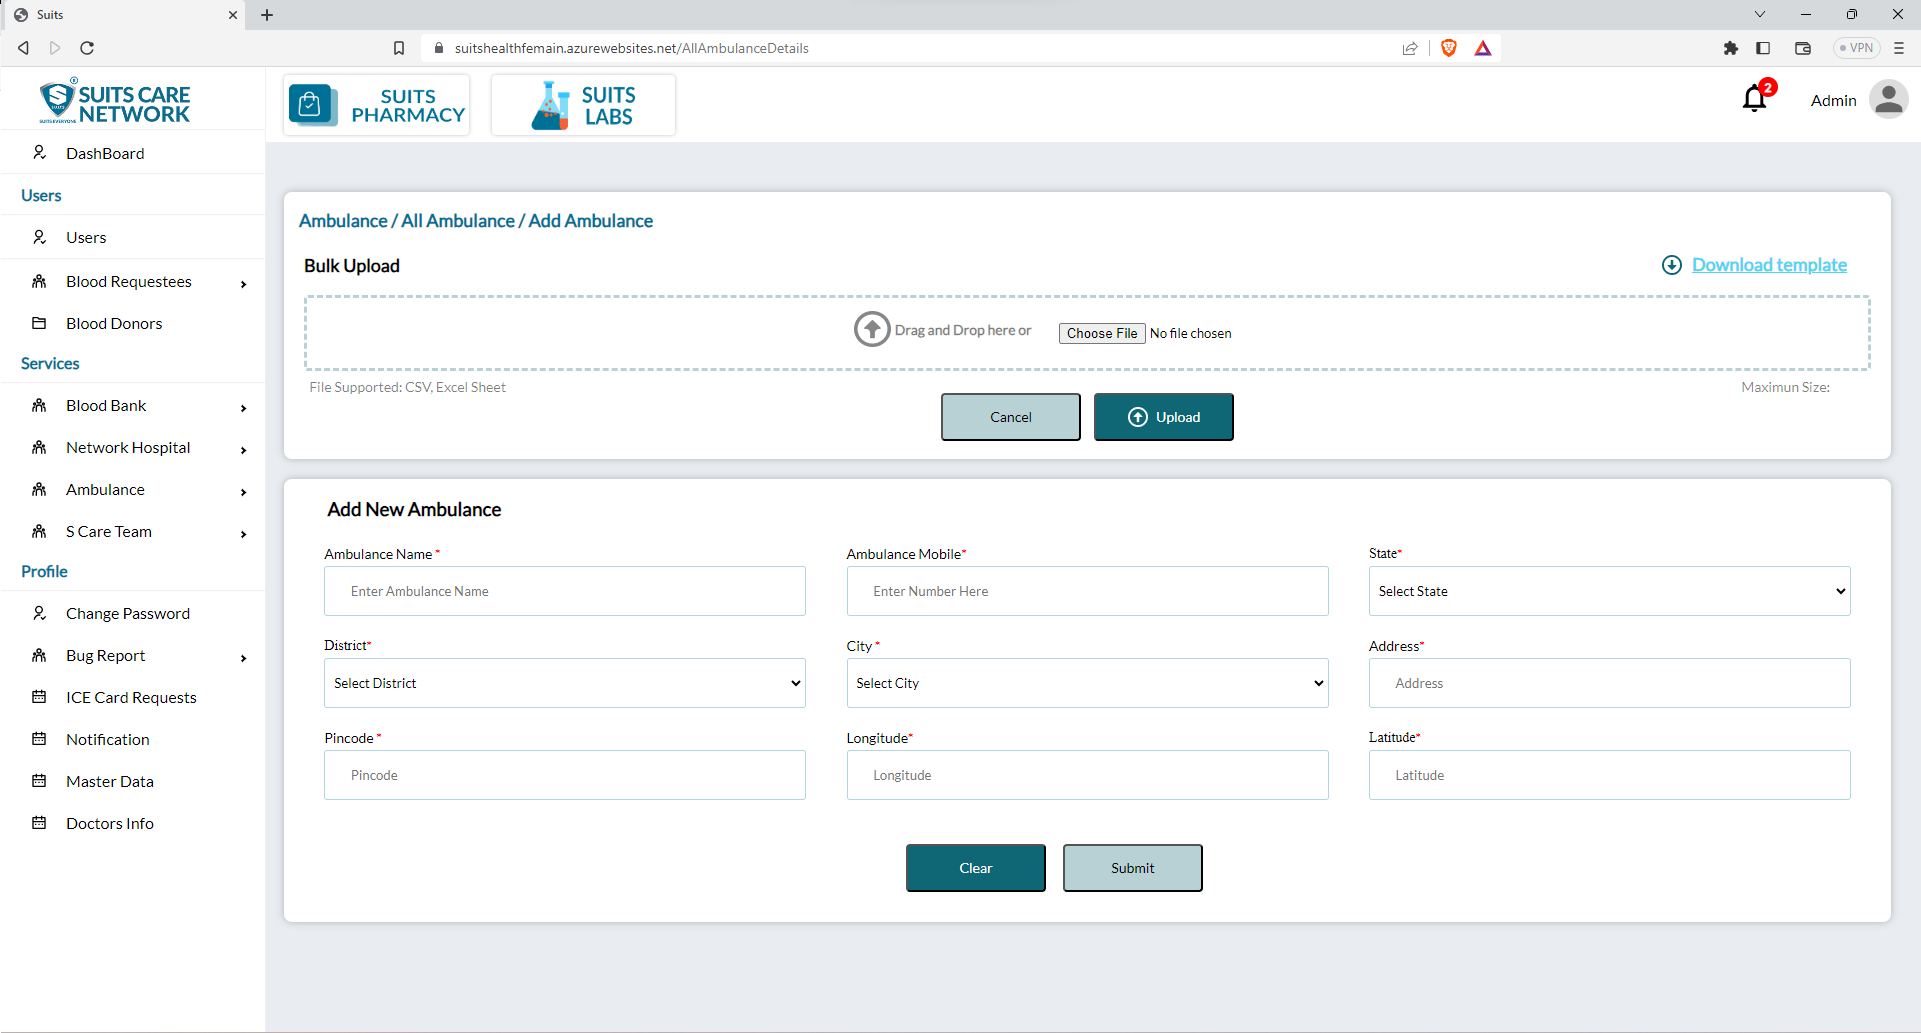 Suits
suitshealthfemain.azurewebsites.net/AllAmbulanceDetails
VPN
SUITS CARE
NETWORK
SUITS EVERYONE
SUITS
PHARMACY
SUITS
LABS
2
Admin
DashBoard
Users
Users
Blood Requestees
Blood Donors
Services
Blood Bank
Network Hospital
Ambulance
S Care Team
Profile
Change Password
Bug Report
ICE Card Requests
Notification
Master Data
Doctors Info
Ambulance / All Ambulance / Add Ambulance
Bulk Upload
Download template
Drag and Drop here or
Choose File No file chosen
File Supported: CSV, Excel Sheet
Maximun Size:
Cancel
Upload
Add New Ambulance
Ambulance Name *
Ambulance Mobile*
State*
Enter Ambulance Name
Enter Number Here
Select State
District*
City *
Address*
Select District
Select City
Address
Pincode *
Longitude*
Latitude*
Pincode
Longitude
Latitude
Clear
Submit